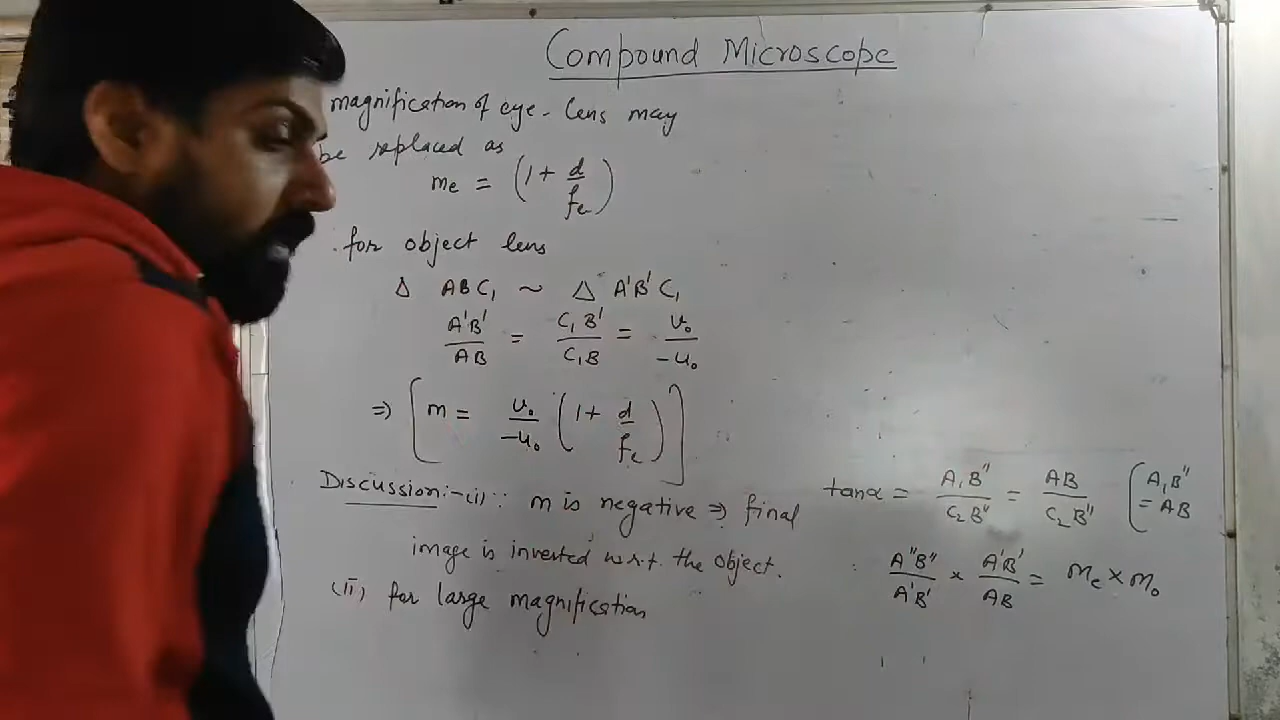 Compound Microscope
magnification of eye-lens may
be replaced as
me = (1 + d/fe)
for object lens
Δ ABC₁ ~ Δ A'B'C₁
A'B'/AB = C₁B'/C₁B = v₀/-u₀
⇒ [m = v₀/-u₀ (1 + d/fe)]
Discussion:-(i) ∵ m is negative ⇒ final
image is inverted w.r.t. the object.
(ii) for large magnification
tanα = A₁B''/C₂B'' = AB/C₂B'' [A₁B''
= AB
A''B''/A'B' × A'B'/AB = me × m₀